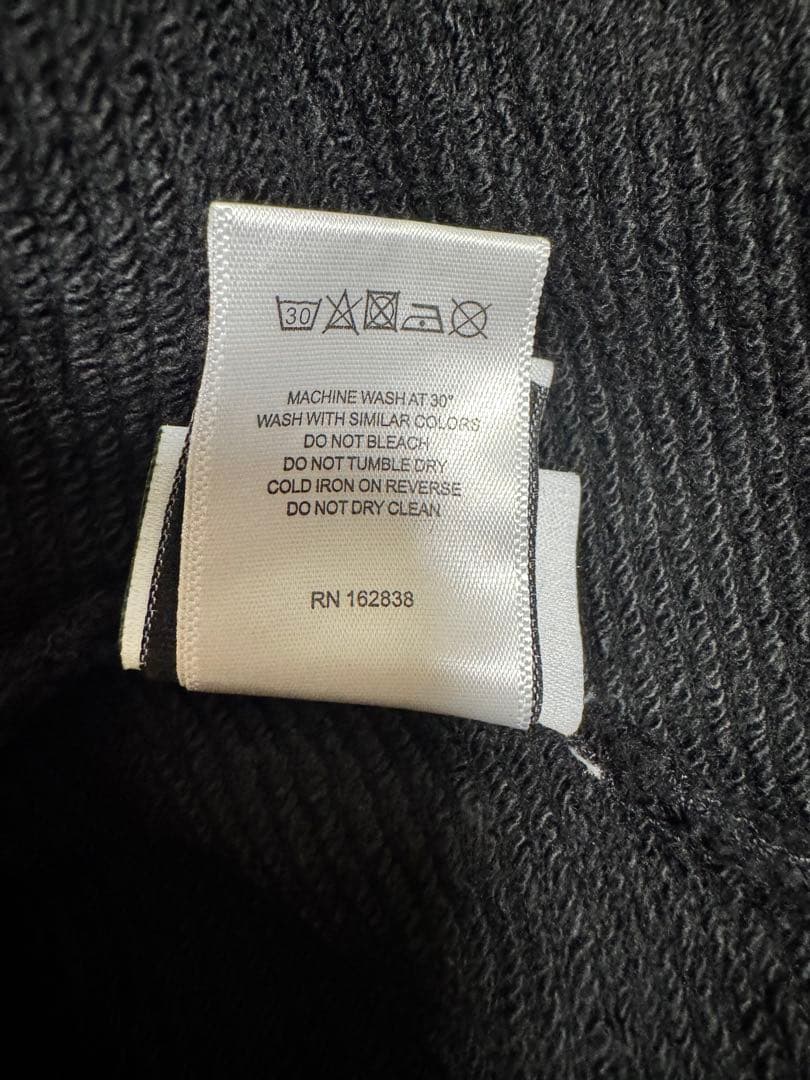 30
MACHINE WASH AT 30°
WASH WITH SIMILAR COLORS
DO NOT BLEACH
DO NOT TUMBLE DRY
COLD IRON ON REVERSE
DO NOT DRY CLEAN
RN 162838